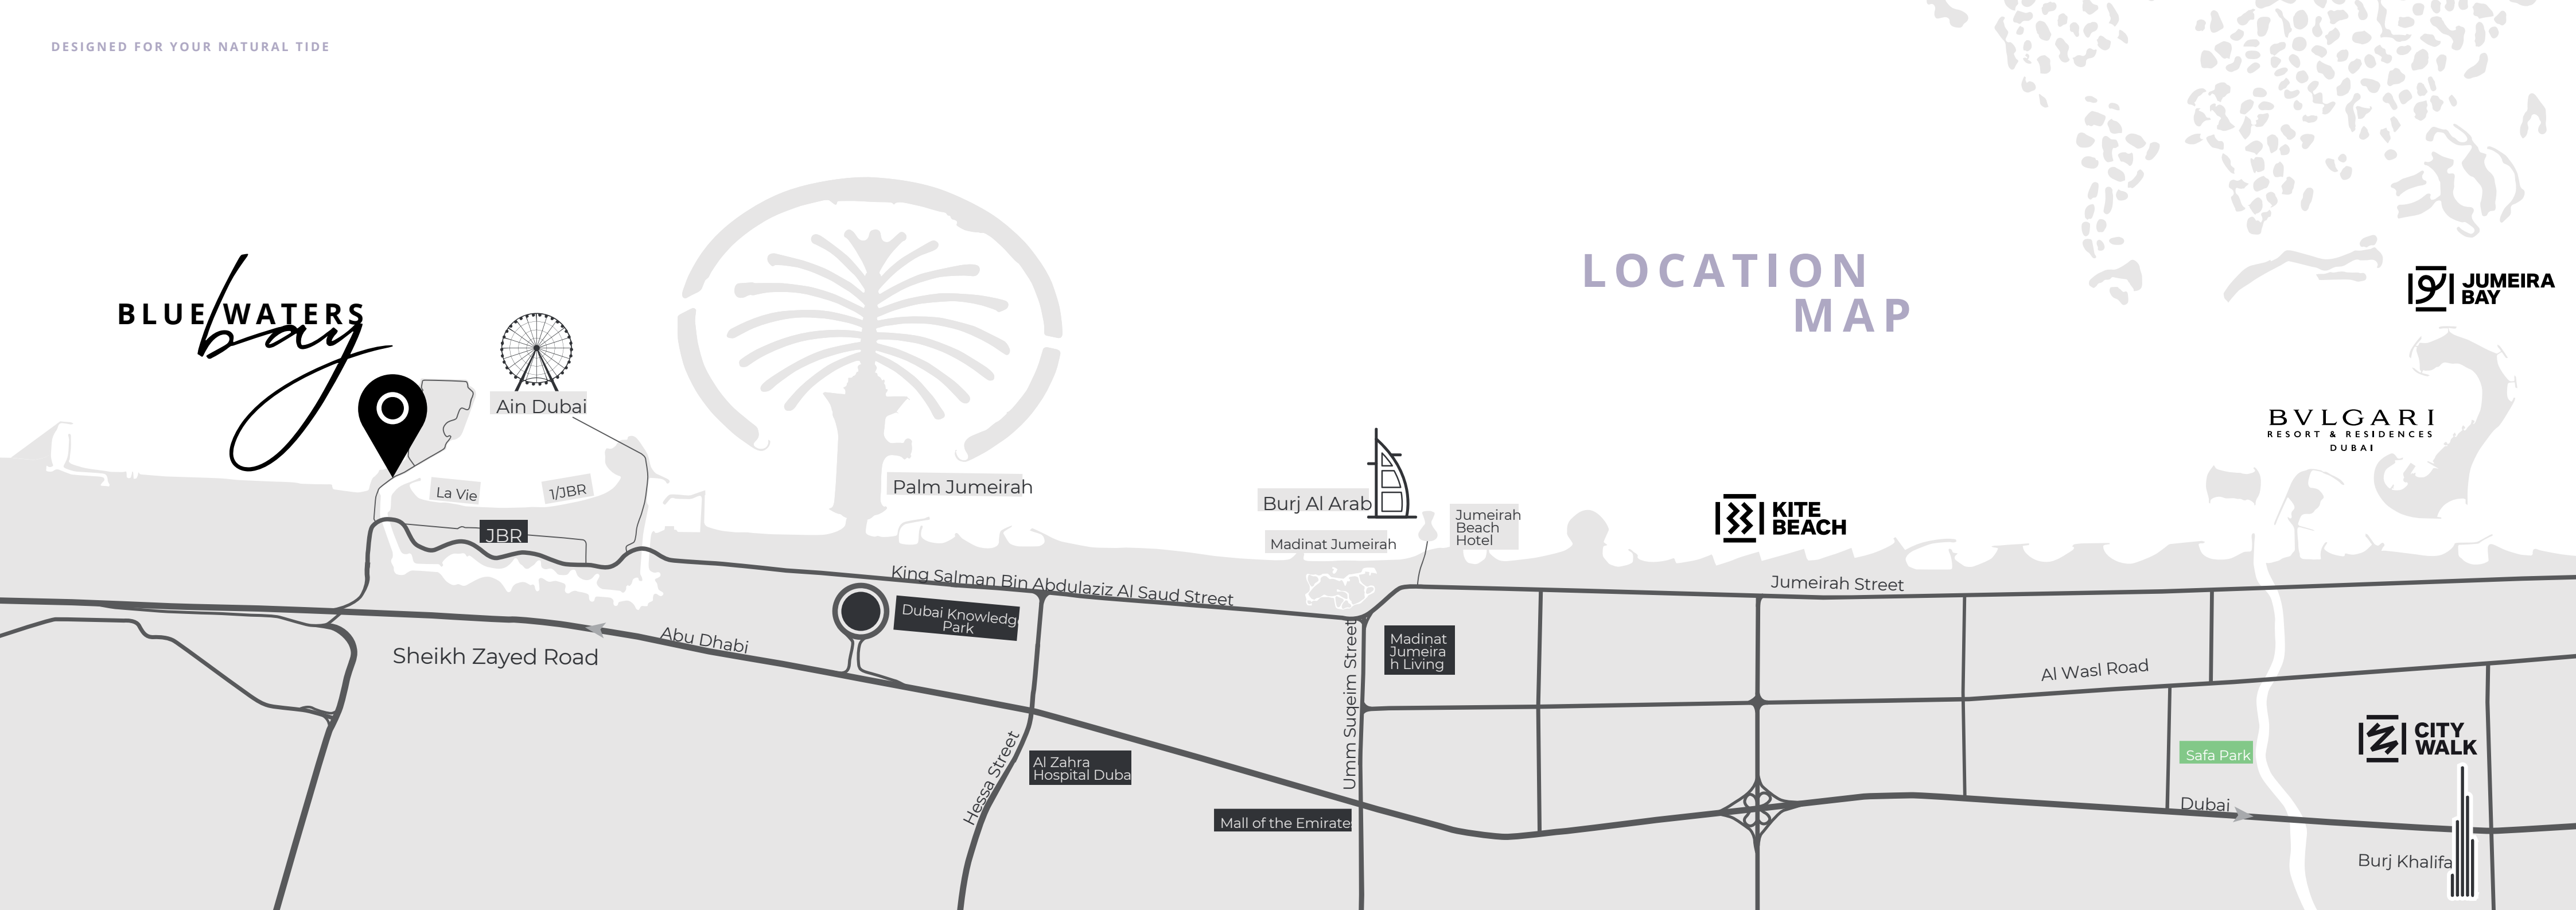 DESIGNED FOR YOUR NATURAL TIDE
LOCATION
MAP
BLUE WATERS
bay
JUMEIRA
BAY
Ain Dubai
BVLGARI
RESORT & RESIDENCES
DUBAI
La Vie
1/JBR
JBR
Palm Jumeirah
Burj Al Arab
Jumeirah
Beach
Hotel
Madinat Jumeirah
KITE
BEACH
King Salman Bin Abdulaziz Al Saud Street
Jumeirah Street
Dubai Knowledg
Park
Abu Dhabi
Sheikh Zayed Road
Umm Suqeim Street
Madinat
Jumeira
h Living
Al Wasl Road
Hessa Street
Al Zahra
Hospital Duba
Mall of the Emirate
Safa Park
CITY
WALK
Dubai
Burj Khalifa